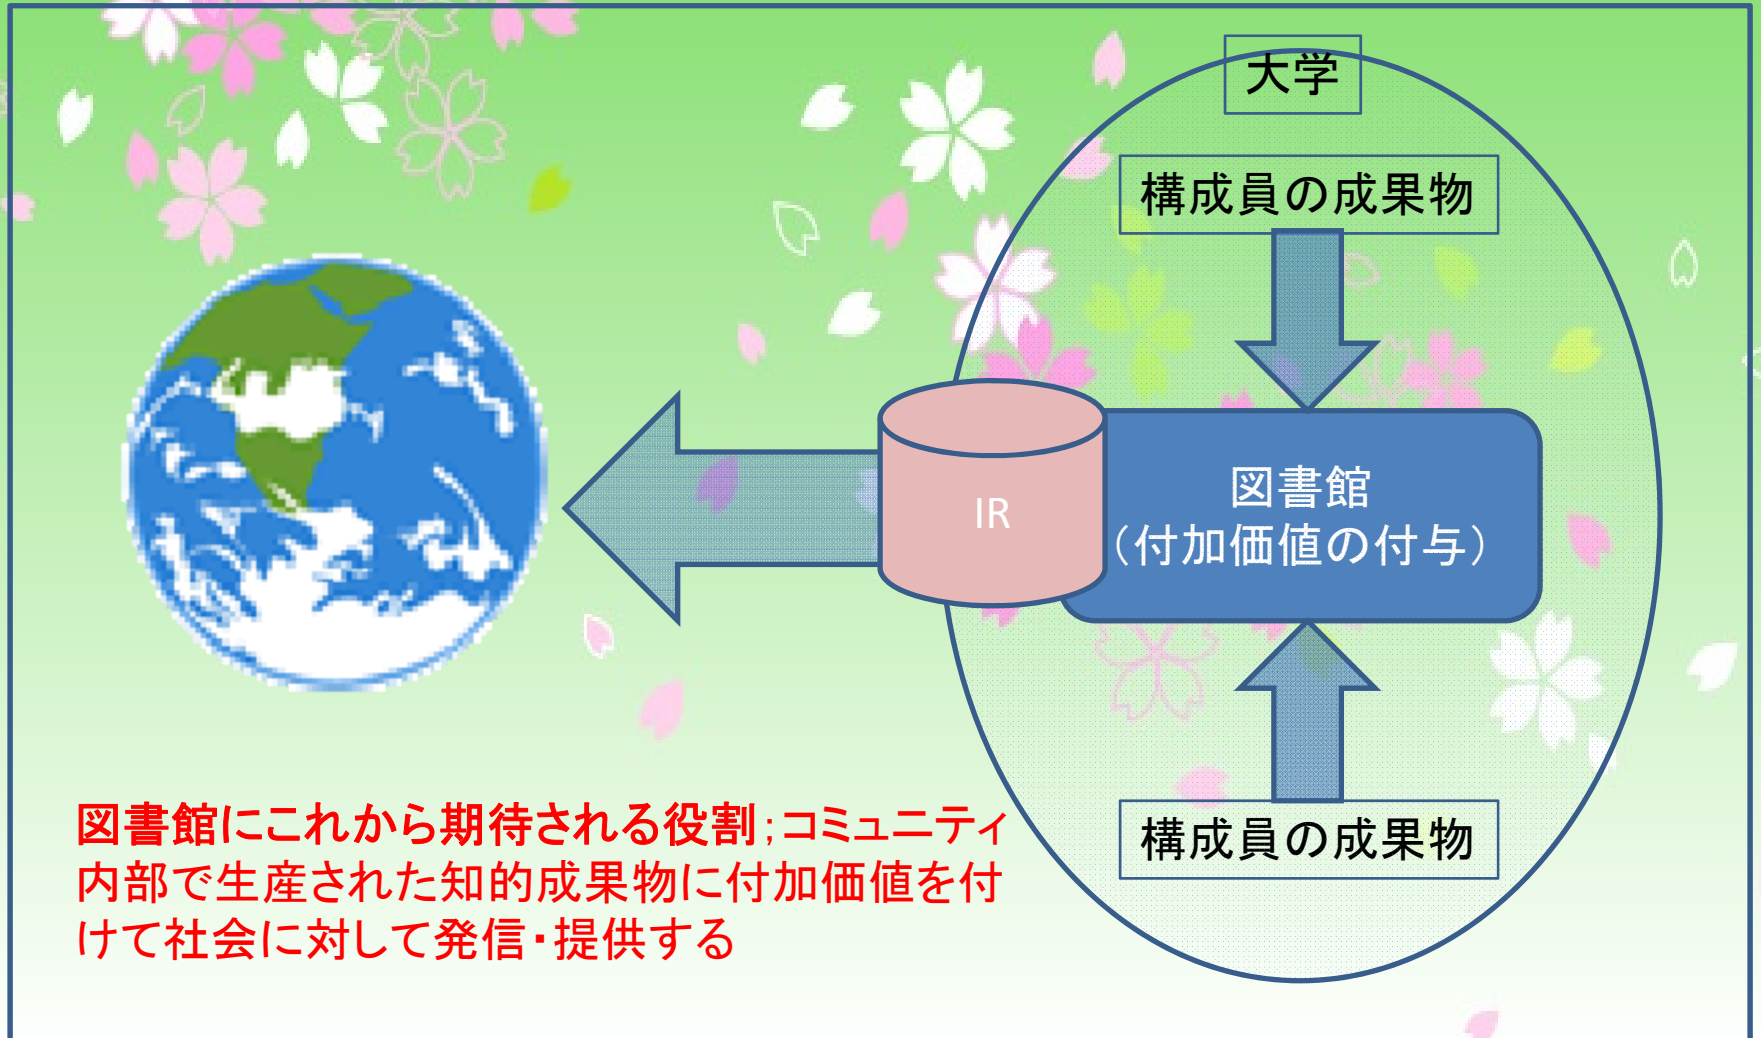 大学
構成員の成果物
IR
図書館
（付加価値の付与）
構成員の成果物
図書館にこれから期待される役割；コミュニティ
内部で生産された知的成果物に付加価値を付
けて社会に対して発信・提供する